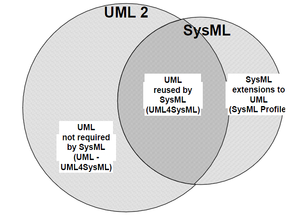 UML 2
SysML
UML
not required
by SysML
(UML -
UML4SysML)
UML
reused by
SysML
(UML4SysML)
SysML
extensions to
UML
(SysML Profile